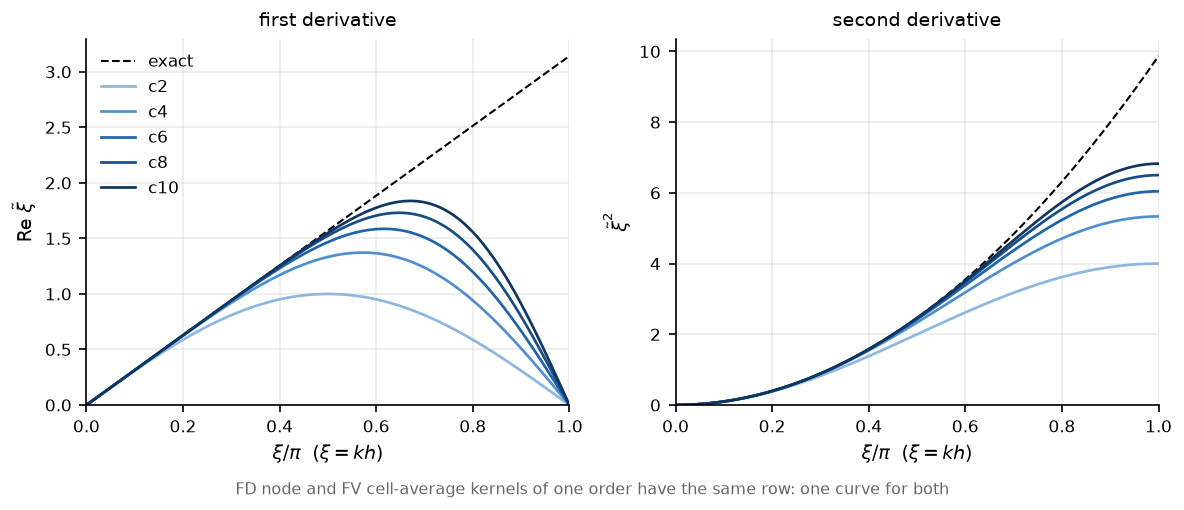 first derivative
second derivative
exact
c2
c4
c6
c8
c10
Re ξ̃
3.0
2.5
2.0
1.5
1.0
0.5
0.0
0.0 0.2 0.4 0.6 0.8 1.0
ξ/π (ξ = kh)
ξ̃²
10
8
6
4
2
0
0.0 0.2 0.4 0.6 0.8 1.0
ξ/π (ξ = kh)
FD node and FV cell-average kernels of one order have the same row: one curve for both